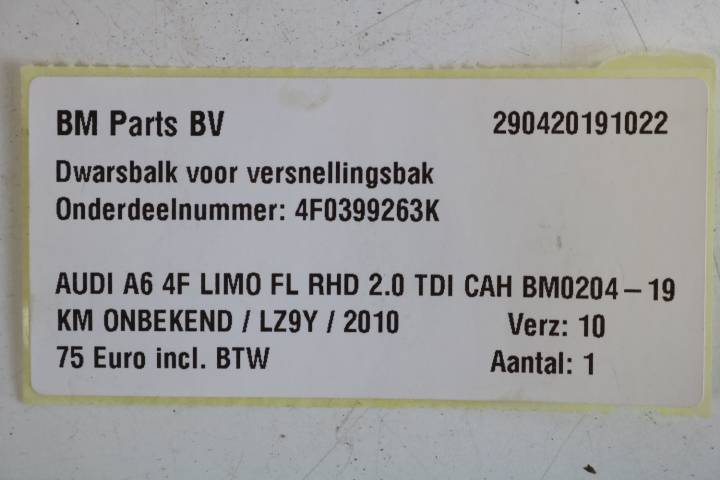 BM Parts BV 290420191022
Dwarsbalk voor versnellingsbak
Onderdeelnummer: 4F0399263K
AUDI A6 4F LIMO FL RHD 2.0 TDI CAH BM0204-19
KM ONBEKEND / LZ9Y / 2010 Verz: 10
75 Euro incl. BTW Aantal: 1